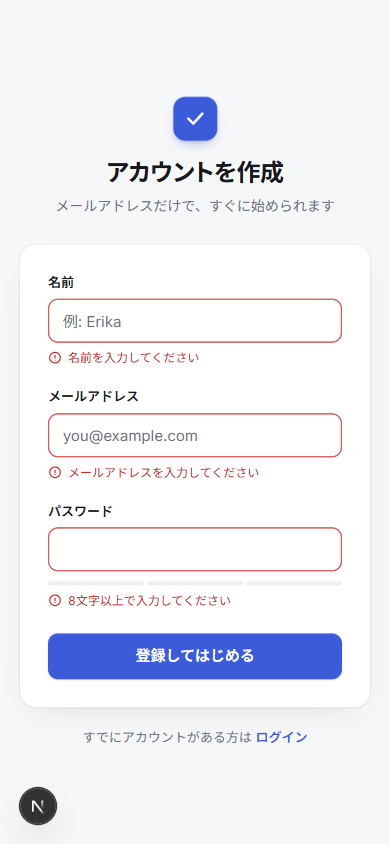 アカウントを作成
メールアドレスだけで、すぐに始められます
名前
例: Erika
名前を入力してください
メールアドレス
you@example.com
メールアドレスを入力してください
パスワード
8文字以上で入力してください
登録してはじめる
すでにアカウントがある方は ログイン
N